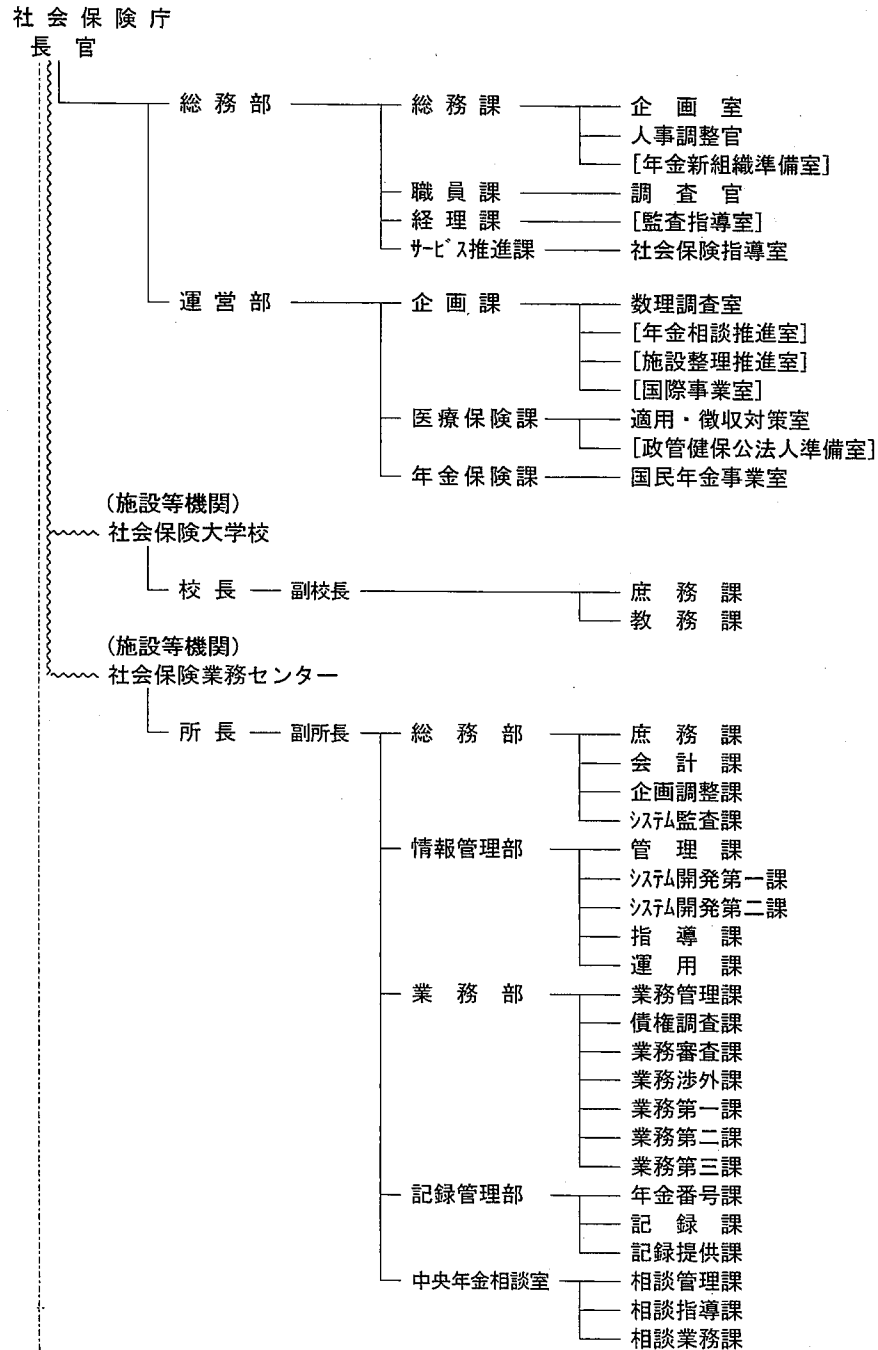 社会保険庁
長官
総務部 総務課 企画室
人事調整官
[年金新組織準備室]
職員課 調査官
経理課 [監査指導室]
ｻｰﾋﾞｽ推進課 社会保険指導室
運営部 企画課 数理調査室
[年金相談推進室]
[施設整理推進室]
[国際事業室]
医療保険課 適用・徴収対策室
[政管健保公法人準備室]
年金保険課 国民年金事業室
(施設等機関)
社会保険大学校
校長 副校長 庶務課
教務課
(施設等機関)
社会保険業務センター
所長 副所長 総務部 庶務課
会計課
企画調整課
ｼｽﾃﾑ監査課
情報管理部 管理課
ｼｽﾃﾑ開発第一課
ｼｽﾃﾑ開発第二課
指導課
運用課
業務部 業務管理課
債権調査課
業務審査課
業務渉外課
業務第一課
業務第二課
業務第三課
記録管理部 年金番号課
記録課
記録提供課
中央年金相談室 相談管理課
相談指導課
相談業務課